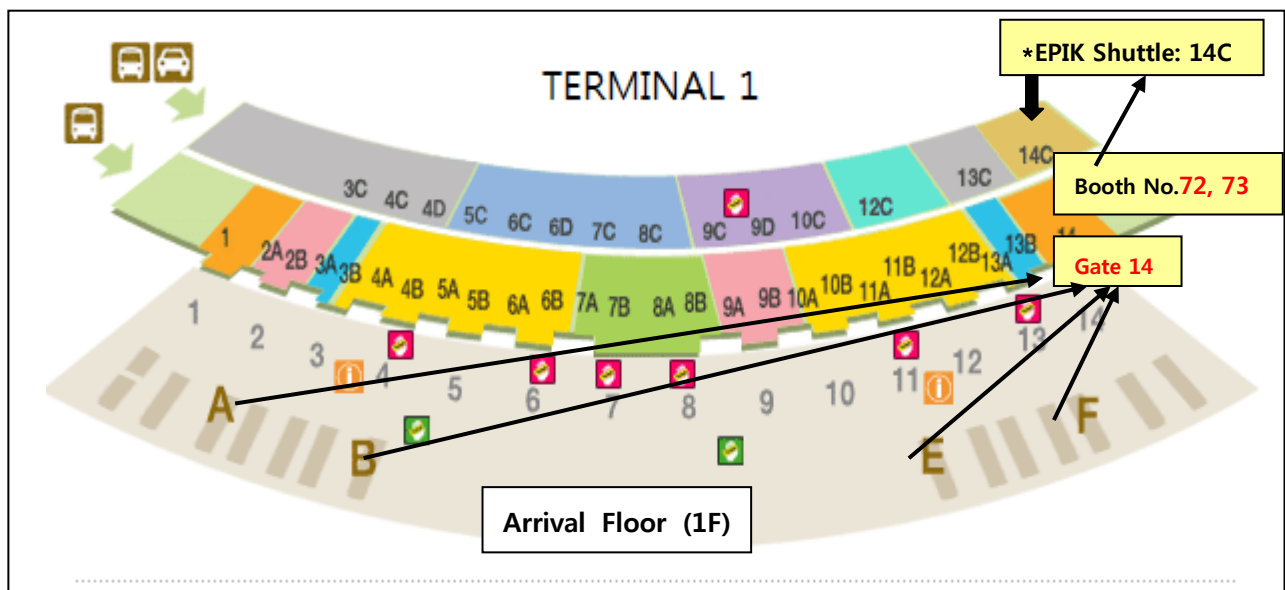 *EPIK Shuttle: 14C
TERMINAL 1
14C
13C
3C 4C 4D 5C 6C 6D 7C 8C 9C 9D 10C 12C
Booth No.72, 73
1 2A 2B 3A 3B 4A 4B 5A 5B 6A 6B 7A 7B 8A 8B 9A 9B 10A 10B 11A 11B 12A 12B 13A 13B
Gate 14
1 2 3 4 5 6 7 8 9 10 11 12 13 14
A B E F
Arrival Floor (1F)